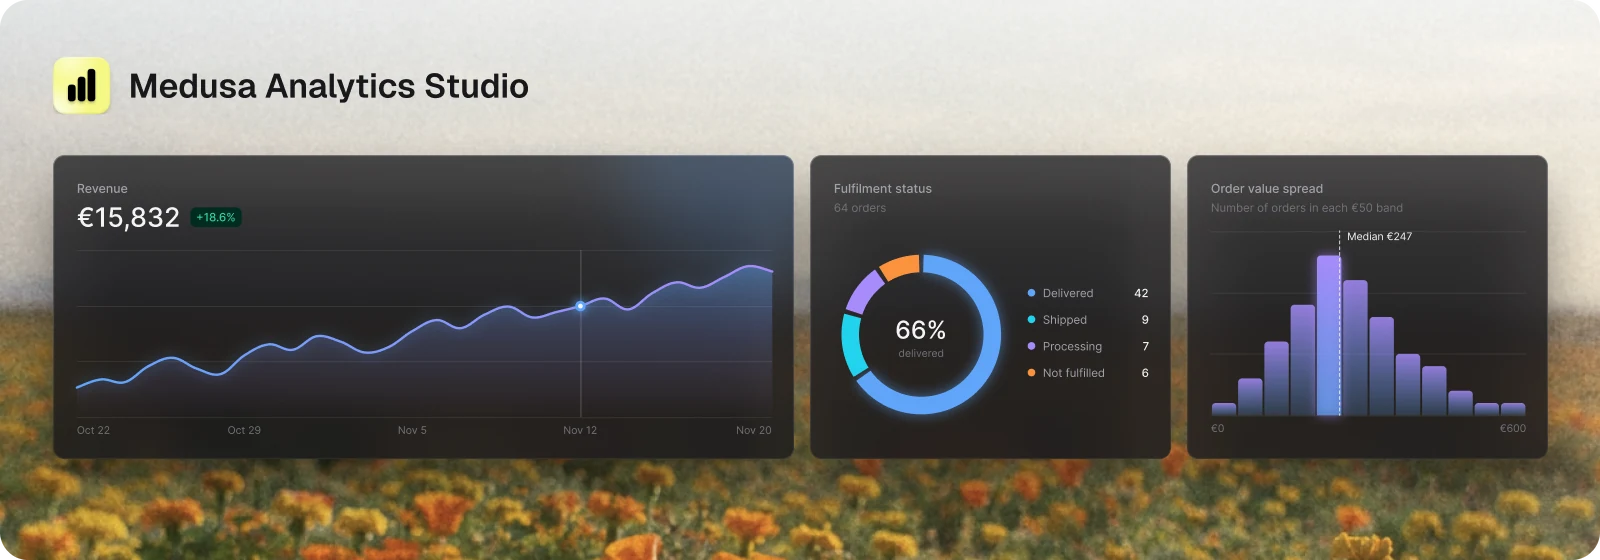 Medusa Analytics Studio
Revenue
€15,832 +18.6%
Oct 22 Oct 29 Nov 5 Nov 12 Nov 20
Fulfilment status
64 orders
66%
delivered
Delivered 42
Shipped 9
Processing 7
Not fulfilled 6
Order value spread
Number of orders in each €50 band
Median €247
€0 €600